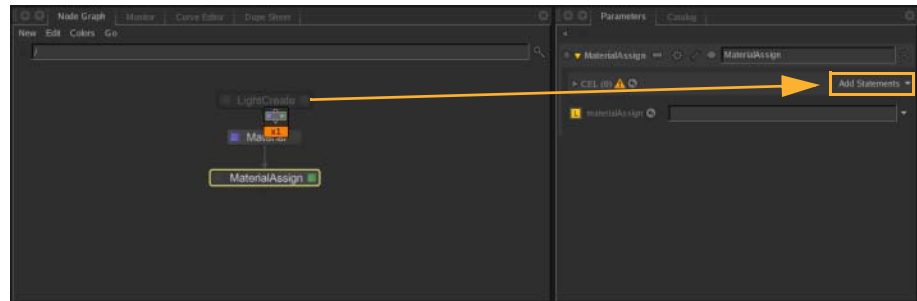 Node Graph Monitor Curve Editor Dope Sheet
New Edit Colors Go
/
LightCreate
x1
MaterialAssign
Parameters Catalog
MaterialAssign MaterialAssign
CEL (0) Add Statements
L materialAssign